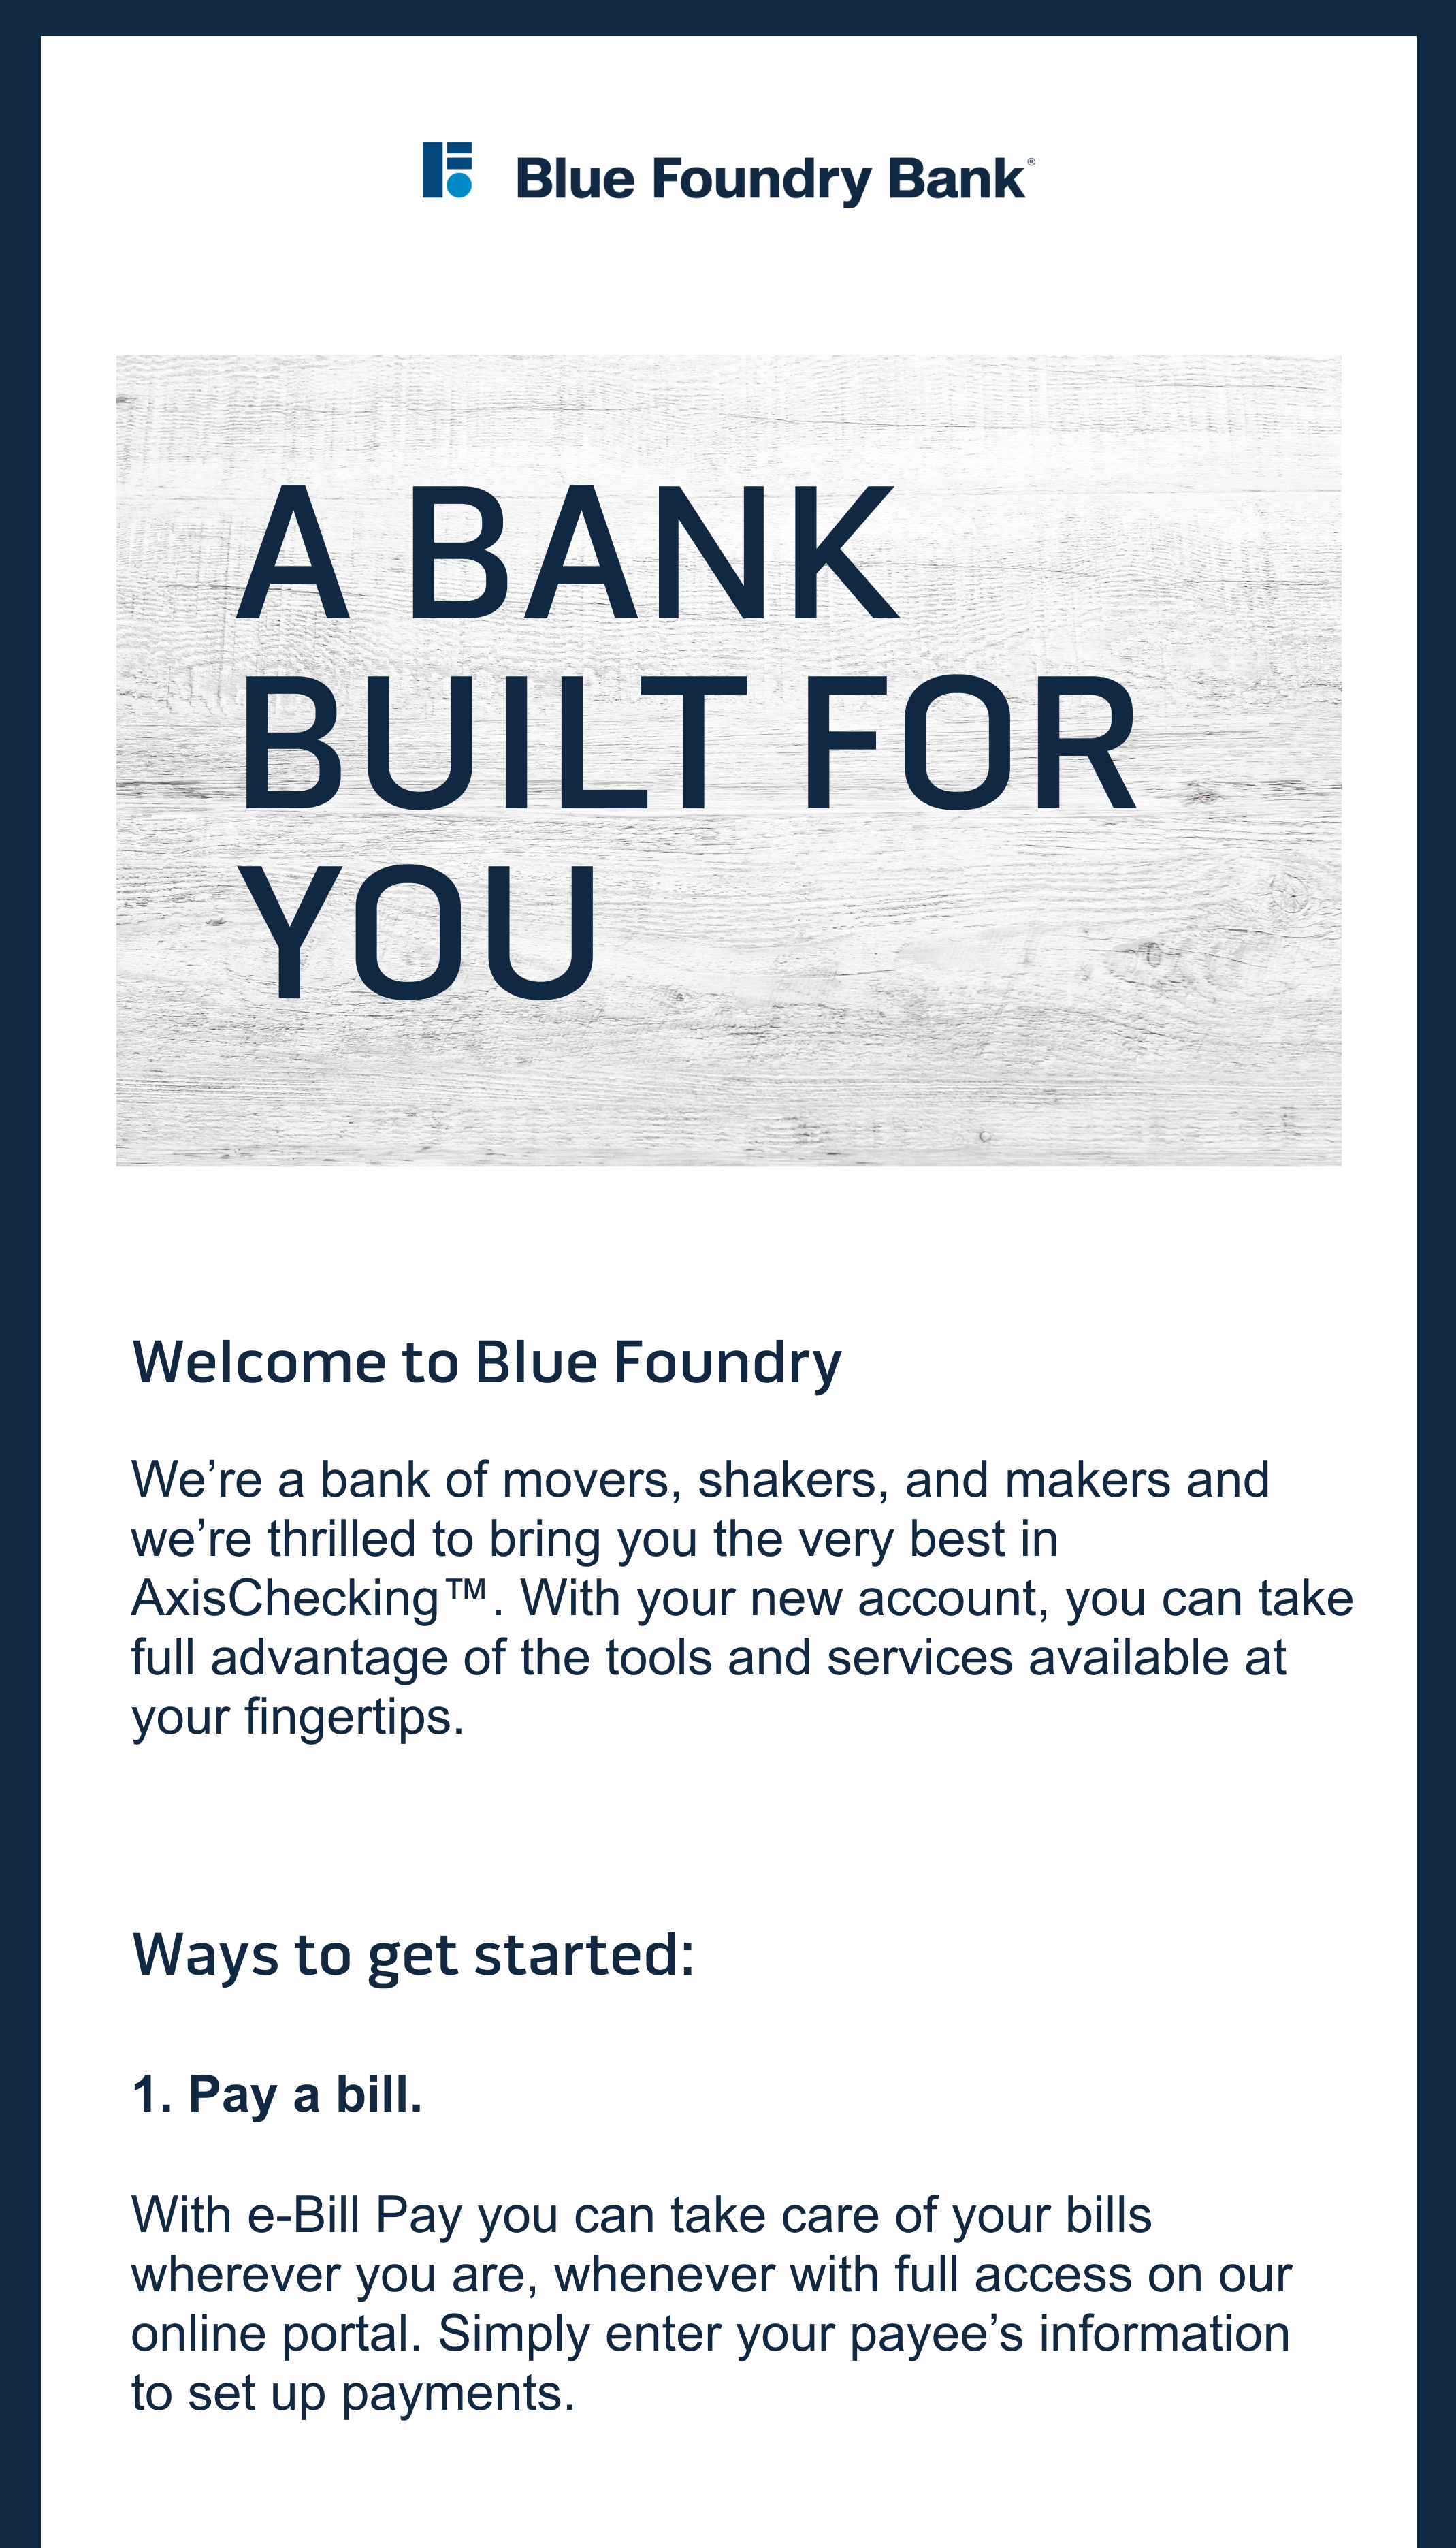 Blue Foundry Bank®
A BANK
BUILT FOR
YOU
Welcome to Blue Foundry
We’re a bank of movers, shakers, and makers and
we’re thrilled to bring you the very best in
AxisChecking™. With your new account, you can take
full advantage of the tools and services available at
your fingertips.
Ways to get started:
1. Pay a bill.
With e-Bill Pay you can take care of your bills
wherever you are, whenever with full access on our
online portal. Simply enter your payee’s information
to set up payments.